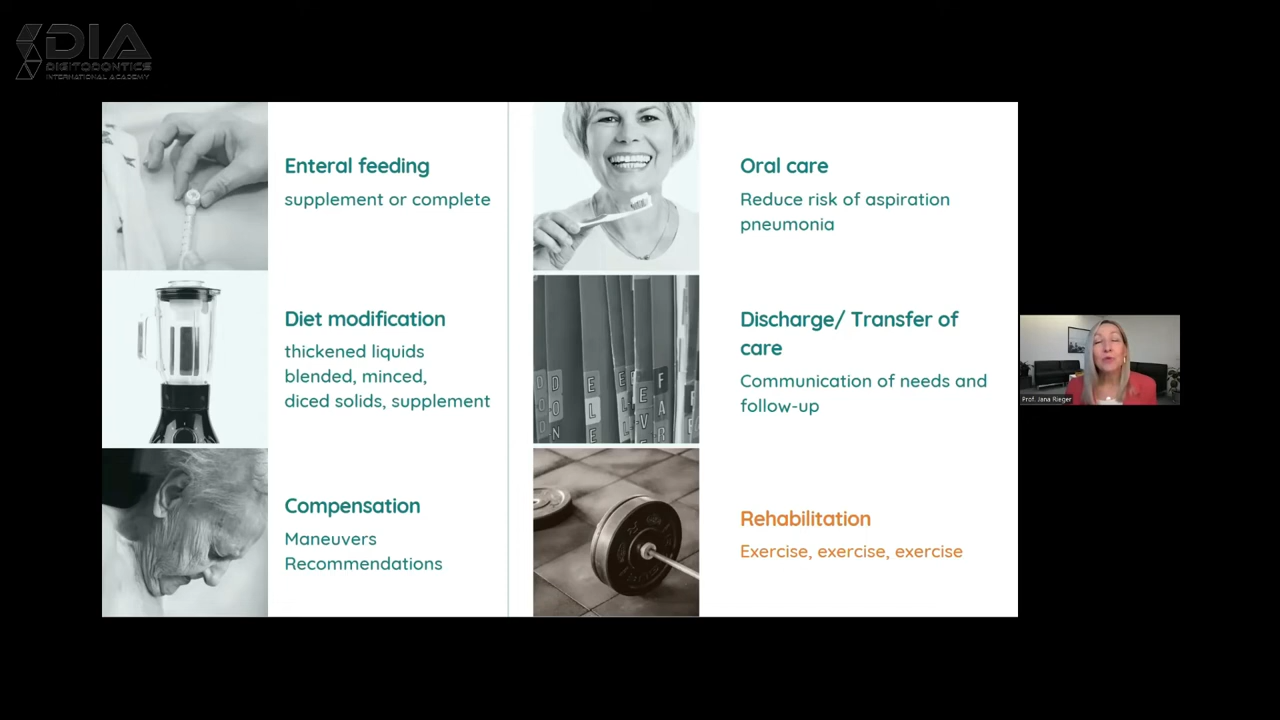 DIA
DIGITODONTICS
INTERNATIONAL ACADEMY
Enteral feeding
supplement or complete
Diet modification
thickened liquids
blended, minced,
diced solids, supplement
Compensation
Maneuvers
Recommendations
Oral care
Reduce risk of aspiration
pneumonia
Discharge/ Transfer of
care
Communication of needs and
follow-up
Rehabilitation
Exercise, exercise, exercise
Prof. Jana Rieger